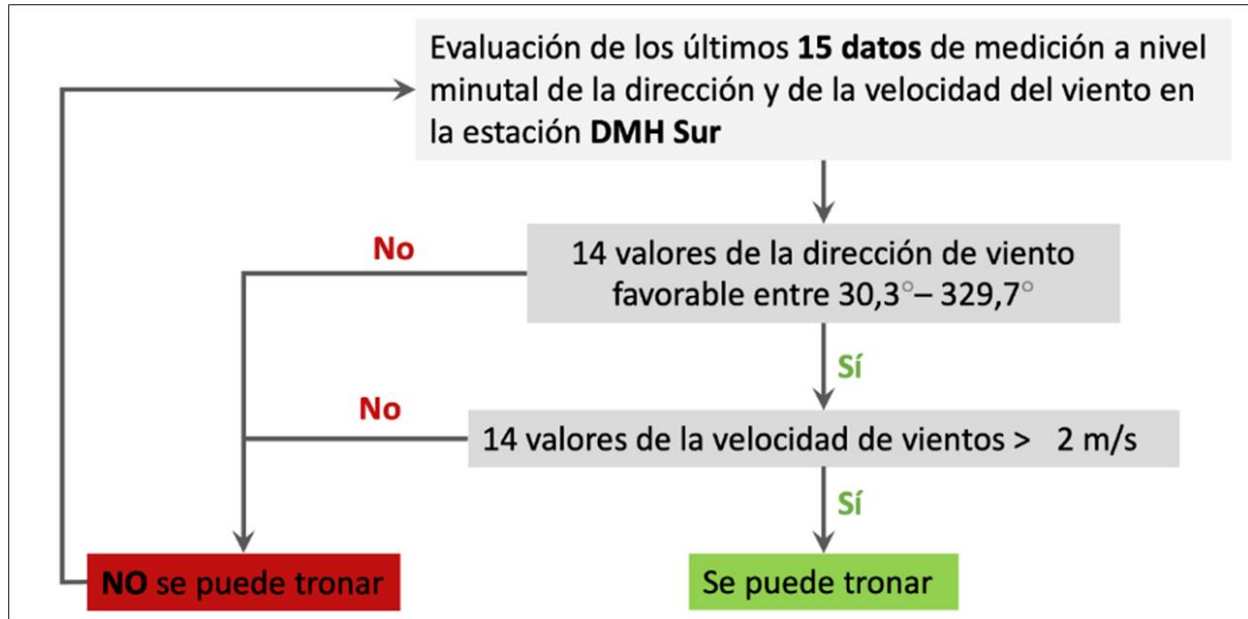 Evaluación de los últimos 15 datos de medición a nivel
minutal de la dirección y de la velocidad del viento en
la estación DMH Sur
No
14 valores de la dirección de viento
favorable entre 30,3°– 329,7°
Sí
No
14 valores de la velocidad de vientos > 2 m/s
Sí
NO se puede tronar
Se puede tronar